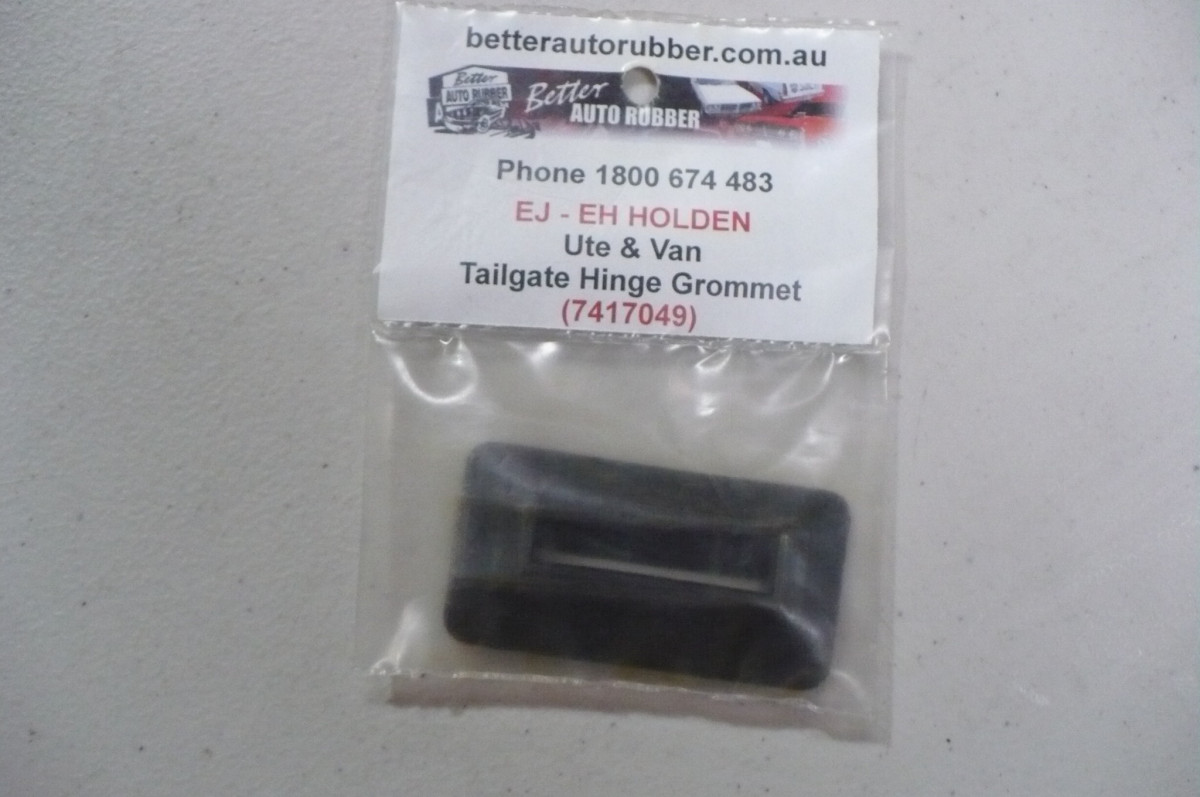 betterautorubber.com.au
Better
AUTO RUBBER
Better
AUTO RUBBER
Phone 1800 674 483
EJ - EH HOLDEN
Ute & Van
Tailgate Hinge Grommet
(7417049)